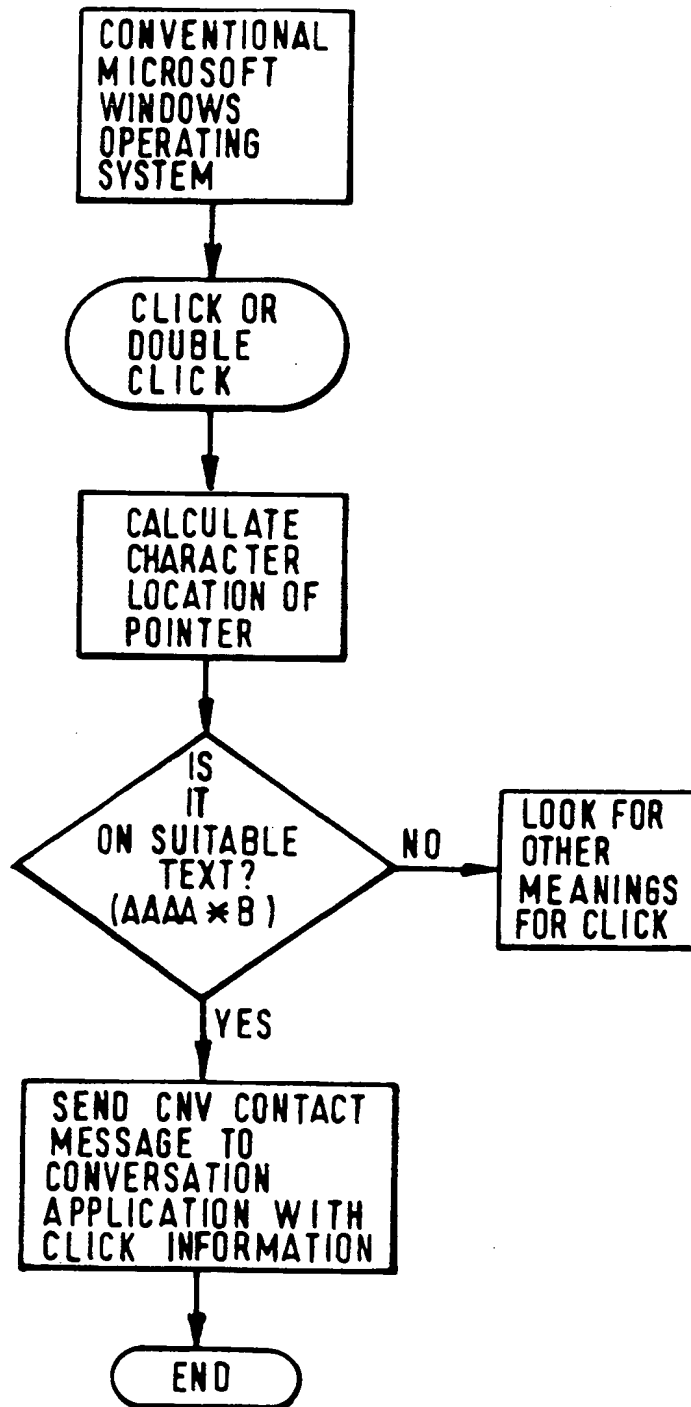 CONVENTIONAL
MICROSOFT
WINDOWS
OPERATING
SYSTEM
CLICK OR
DOUBLE
CLICK
CALCULATE
CHARACTER
LOCATION OF
POINTER
IS
IT
ON SUITABLE
TEXT?
(AAAA * B)
NO
LOOK FOR
OTHER
MEANINGS
FOR CLICK
YES
SEND CNV CONTACT
MESSAGE TO
CONVERSATION
APPLICATION WITH
CLICK INFORMATION
END